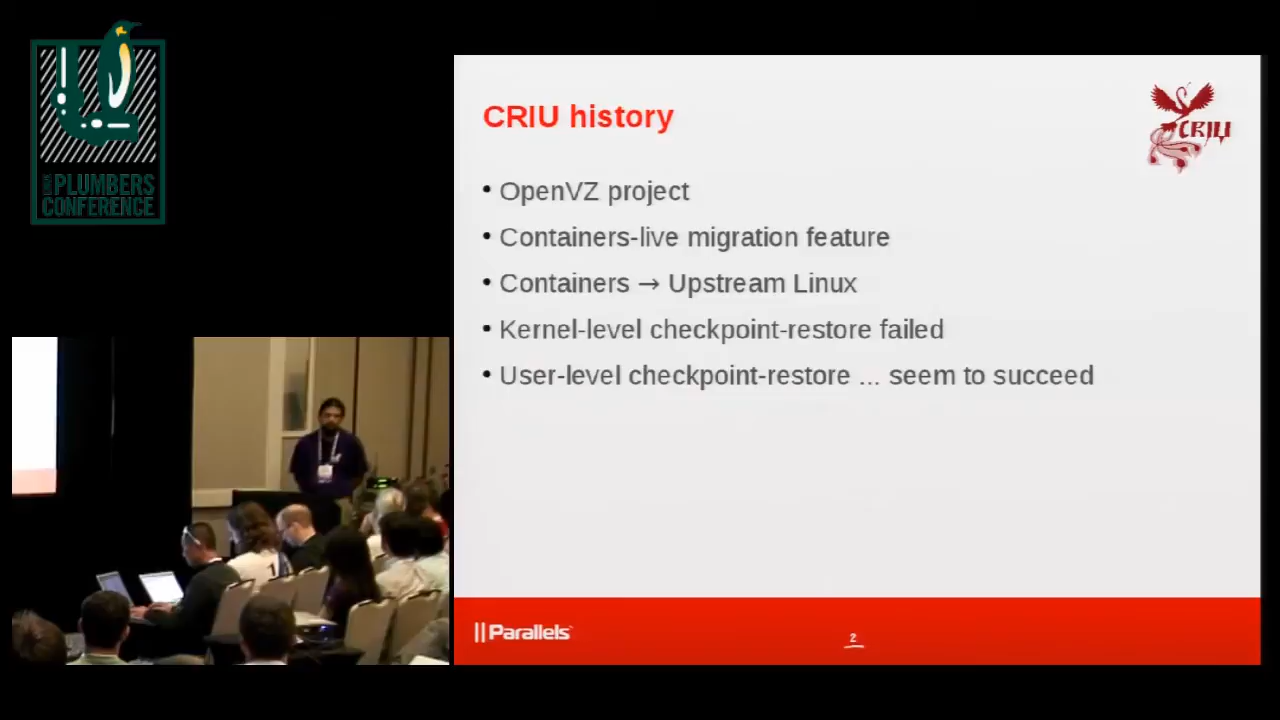 LINUX PLUMBERS
CONFERENCE
CRIU history
CRIU
• OpenVZ project
• Containers-live migration feature
• Containers → Upstream Linux
• Kernel-level checkpoint-restore failed
• User-level checkpoint-restore ... seem to succeed
Parallels
2